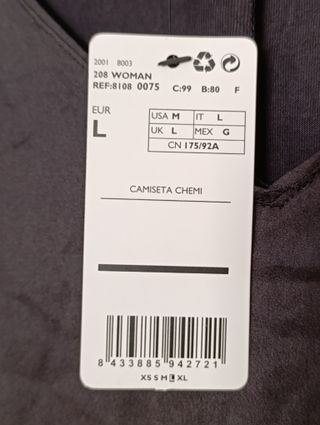 2001 8003
208 WOMAN
REF:8108 0075 C:99 B:80 F
EUR
L
USA M IT L
UK L MEX G
CN 175/92A
CAMISETA CHEMI
8 433885 942721
XS S M L XL